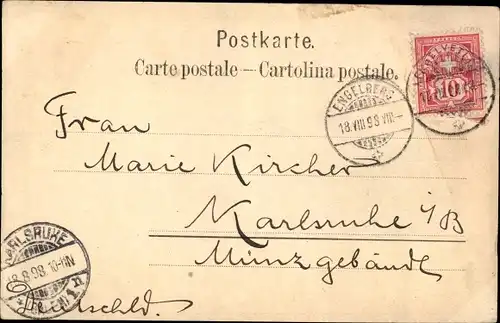 Postkarte.
Carte postale — Cartolina postale.
HELVETIA
10
ENGELBERG
18.VIII.98.VIII—
Frau
Marie Kircher
Karlsruhe i/B
Münzgebäude
KARLSRUHE
18.8.98.10-11N